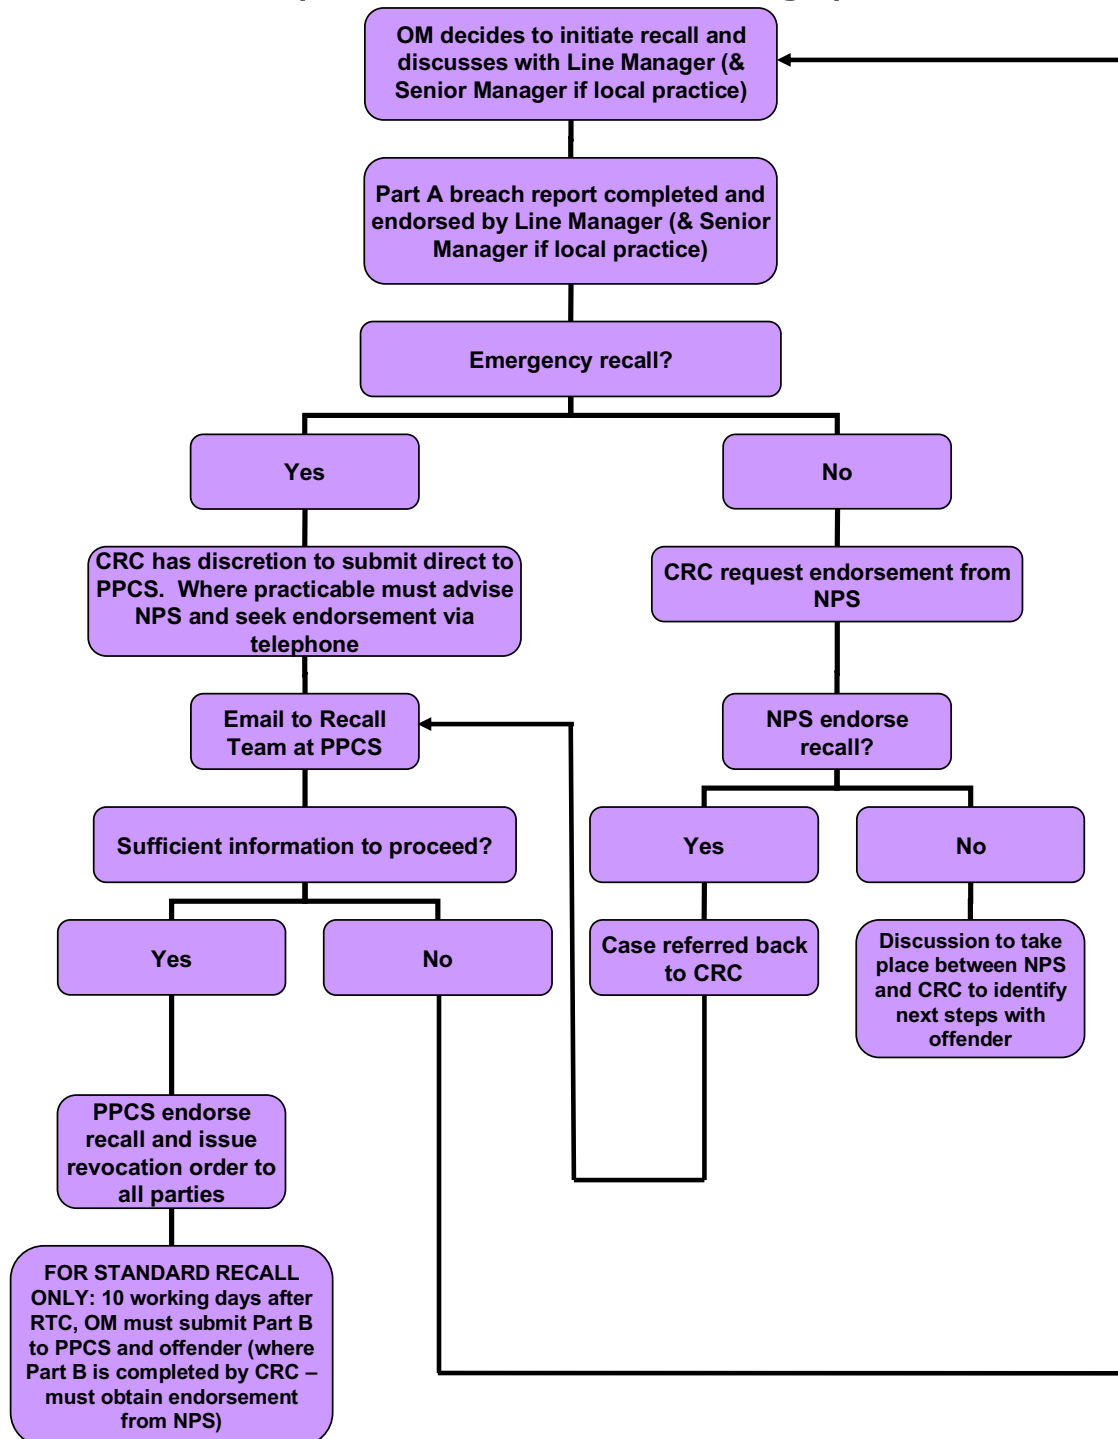 OM decides to initiate recall and
discusses with Line Manager (&
Senior Manager if local practice)
Part A breach report completed and
endorsed by Line Manager (& Senior
Manager if local practice)
Emergency recall?
Yes
No
CRC has discretion to submit direct to
PPCS. Where practicable must advise
NPS and seek endorsement via
telephone
CRC request endorsement from
NPS
Email to Recall
Team at PPCS
NPS endorse
recall?
Sufficient information to proceed?
Yes
No
Yes
No
Case referred back
to CRC
Discussion to take
place between NPS
and CRC to identify
next steps with
offender
PPCS endorse
recall and issue
revocation order to
all parties
FOR STANDARD RECALL
ONLY: 10 working days after
RTC, OM must submit Part B
to PPCS and offender (where
Part B is completed by CRC –
must obtain endorsement
from NPS)